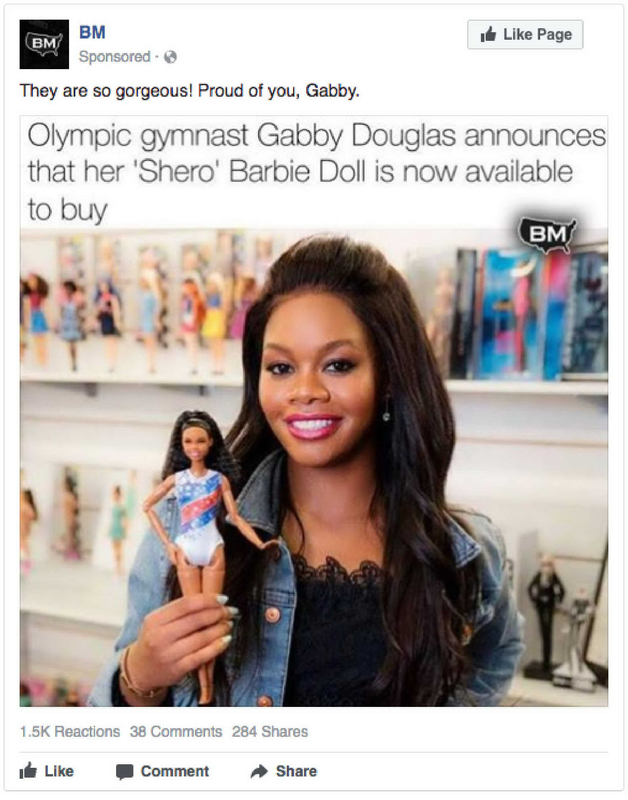 BM
BM
Like Page
Sponsored ·
They are so gorgeous! Proud of you, Gabby.
Olympic gymnast Gabby Douglas announces
that her 'Shero' Barbie Doll is now available
to buy
BM
1.5K Reactions 38 Comments 284 Shares
Like Comment Share